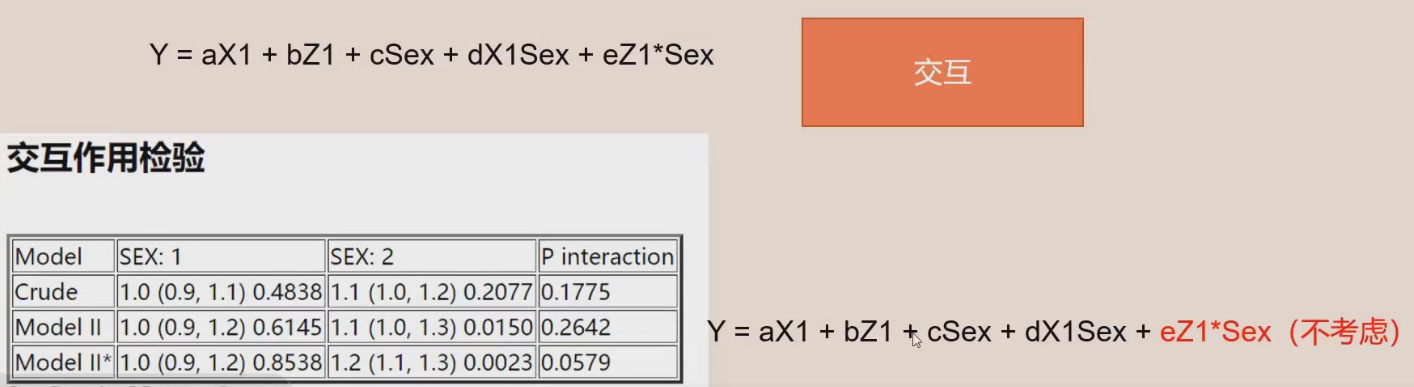 Y = aX1 + bZ1 + cSex + dX1Sex + eZ1*Sex
交互
交互作用检验
Model SEX: 1 SEX: 2 P interaction
Crude 1.0 (0.9, 1.1) 0.4838 1.1 (1.0, 1.2) 0.2077 0.1775
Model II 1.0 (0.9, 1.2) 0.6145 1.1 (1.0, 1.3) 0.0150 0.2642
Model II* 1.0 (0.9, 1.2) 0.8538 1.2 (1.1, 1.3) 0.0023 0.0579
Y = aX1 + bZ1 + cSex + dX1Sex + eZ1*Sex（不考虑）